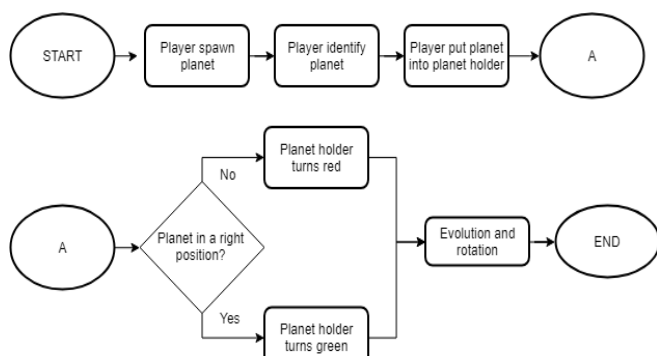 START
Player spawn
planet
Player identify
planet
Player put planet
into planet holder
A
A
Planet in a right
position?
No
Planet holder
turns red
Yes
Planet holder
turns green
Evolution and
rotation
END